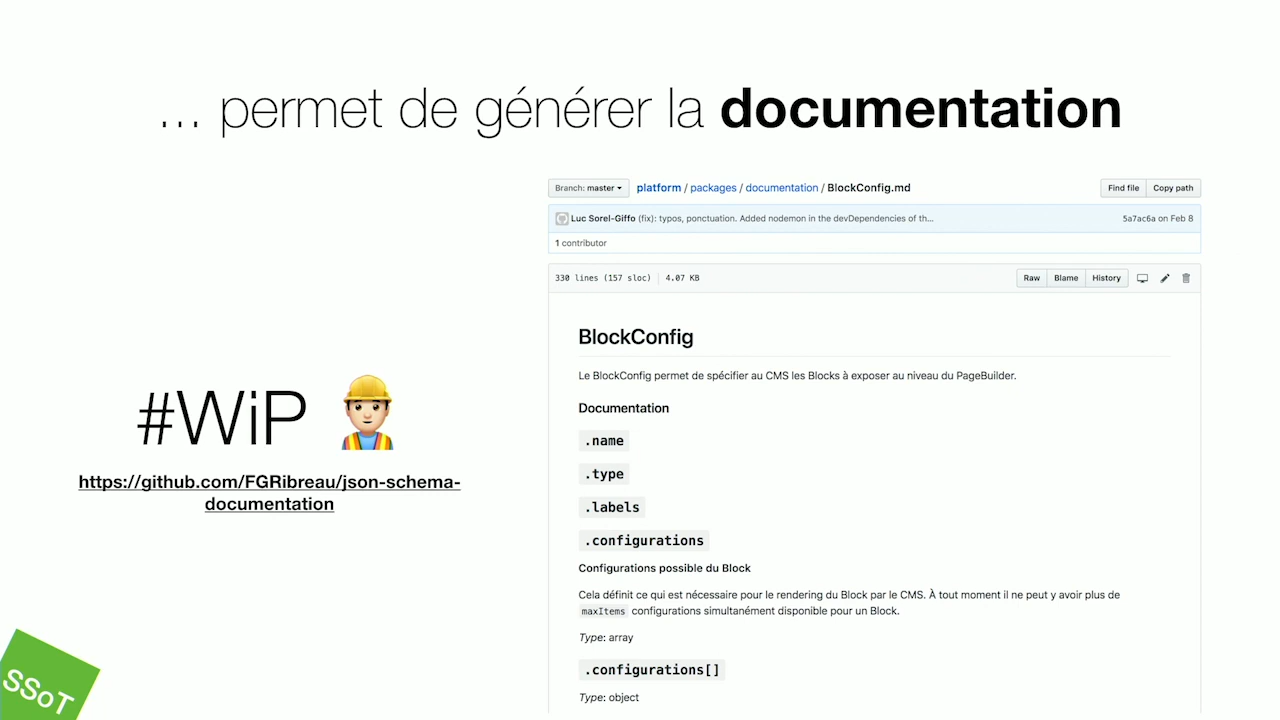 ... permet de générer la documentation
Branch: master
platform / packages / documentation / BlockConfig.md
Find file
Copy path
Luc Sorel-Giffo (fix): typos, ponctuation. Added nodemon in the devDependencies of th...
5a7ac6a on Feb 8
1 contributor
330 lines (157 sloc) | 4.07 KB
Raw
Blame
History
BlockConfig
Le BlockConfig permet de spécifier au CMS les Blocks à exposer au niveau du PageBuilder.
Documentation
.name
.type
.labels
.configurations
Configurations possible du Block
Cela définit ce qui est nécessaire pour le rendering du Block par le CMS. À tout moment il ne peut y avoir plus de
maxItems configurations simultanément disponible pour un Block.
Type: array
.configurations[]
Type: object
#WiP
https://github.com/FGRibreau/json-schema-
documentation
SSoT